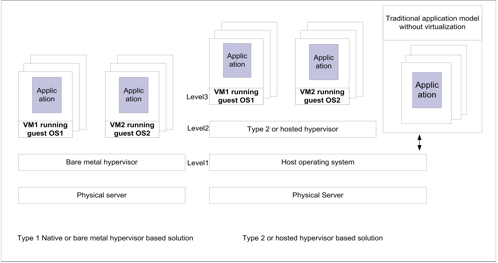 Traditional application model
without virtualization
Applic
ation
Applic
ation
Applic
ation
Applic
ation
Application
VM1 running
guest OS1
VM2 running
guest OS2
Level3
VM1 running
guest OS1
VM2 running
guest OS2
Level2
Type 2 or hosted hypervisor
Bare metal hypervisor
Level1
Host operating system
Physical server
Physical Server
Type 1 Native or bare metal hypervisor based solution
Type 2 or hosted hypervisor based solution